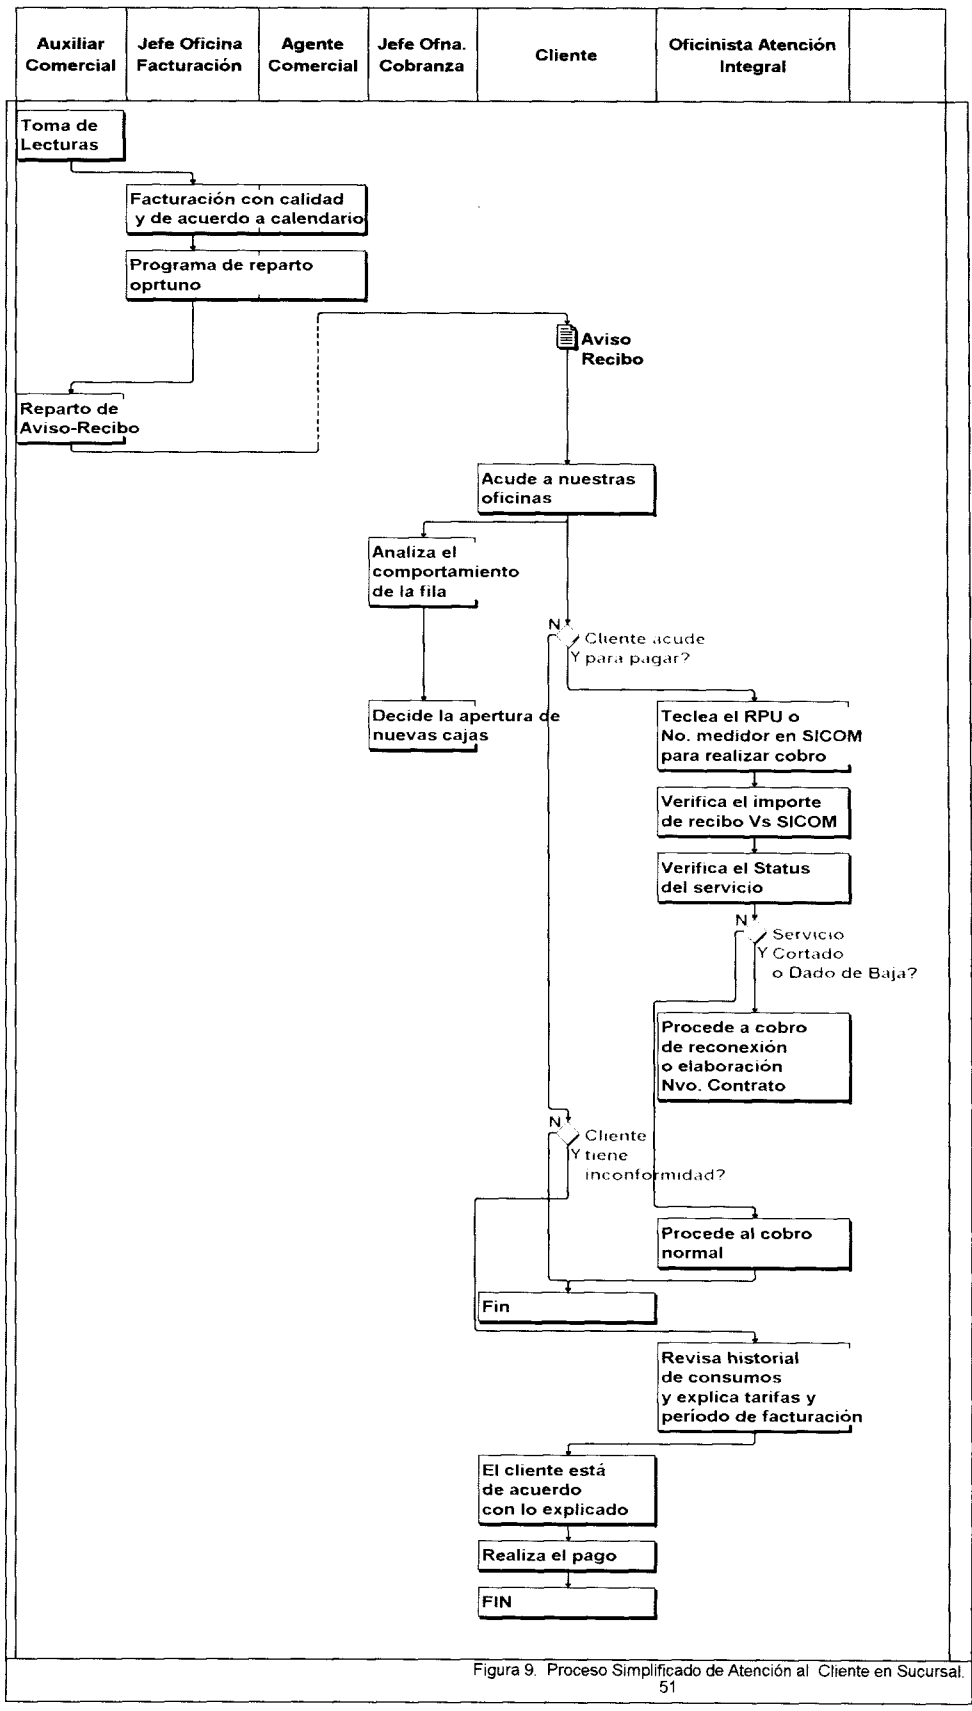 Auxiliar
Comercial
Jefe Oficina
Facturación
Agente
Comercial
Jefe Ofna.
Cobranza
Cliente
Oficinista Atención
Integral
Toma de
Lecturas
Facturación con calidad
y de acuerdo a calendario
Programa de reparto
oprtuno
Aviso
Recibo
Reparto de
Aviso-Recibo
Acude a nuestras
oficinas
Analiza el
comportamiento
de la fila
N
Cliente acude
Y para pagar?
Decide la apertura de
nuevas cajas
Teclea el RPU o
No. medidor en SICOM
para realizar cobro
Verifica el importe
de recibo Vs SICOM
Verifica el Status
del servicio
N
Servicio
Y Cortado
o Dado de Baja?
Procede a cobro
de reconexión
o elaboración
Nvo. Contrato
N
Cliente
Y tiene
inconformidad?
Procede al cobro
normal
Fin
Revisa historial
de consumos
y explica tarifas y
período de facturación
El cliente está
de acuerdo
con lo explicado
Realiza el pago
FIN
Figura 9. Proceso Simplificado de Atención al Cliente en Sucursal.
51